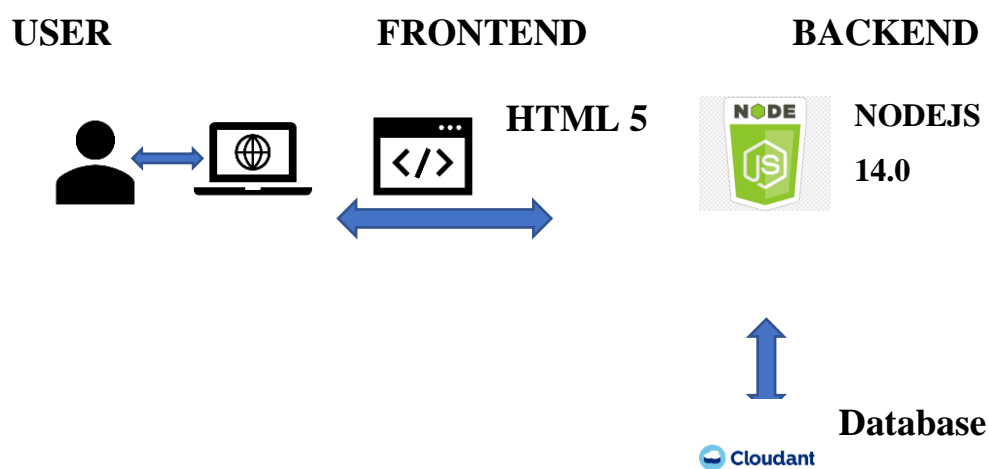 USER
FRONTEND
BACKEND
HTML 5
</>
NODE
JS
NODEJS
14.0
Database
Cloudant